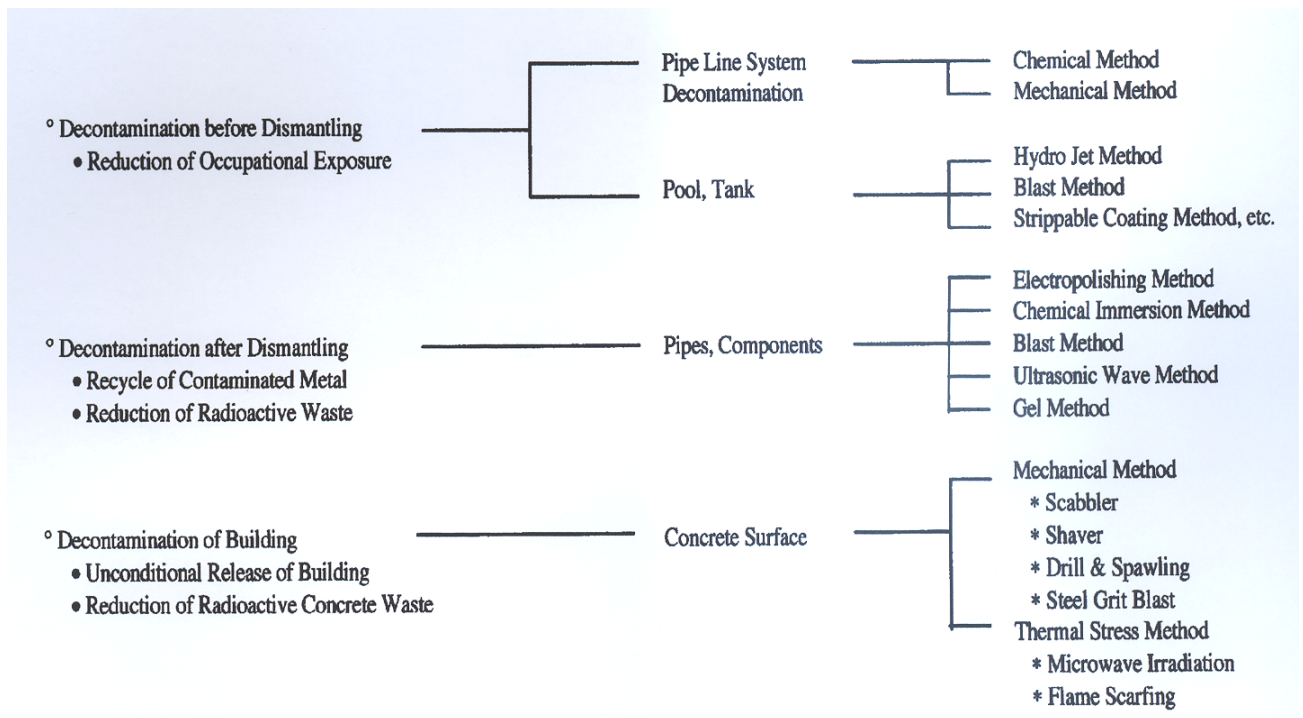 ° Decontamination before Dismantling
• Reduction of Occupational Exposure
Pipe Line System
Decontamination
Chemical Method
Mechanical Method
Pool, Tank
Hydro Jet Method
Blast Method
Strippable Coating Method, etc.
° Decontamination after Dismantling
• Recycle of Contaminated Metal
• Reduction of Radioactive Waste
Pipes, Components
Electropolishing Method
Chemical Immersion Method
Blast Method
Ultrasonic Wave Method
Gel Method
° Decontamination of Building
• Unconditional Release of Building
• Reduction of Radioactive Concrete Waste
Concrete Surface
Mechanical Method
* Scabbler
* Shaver
* Drill & Spawling
* Steel Grit Blast
Thermal Stress Method
* Microwave Irradiation
* Flame Scarfing